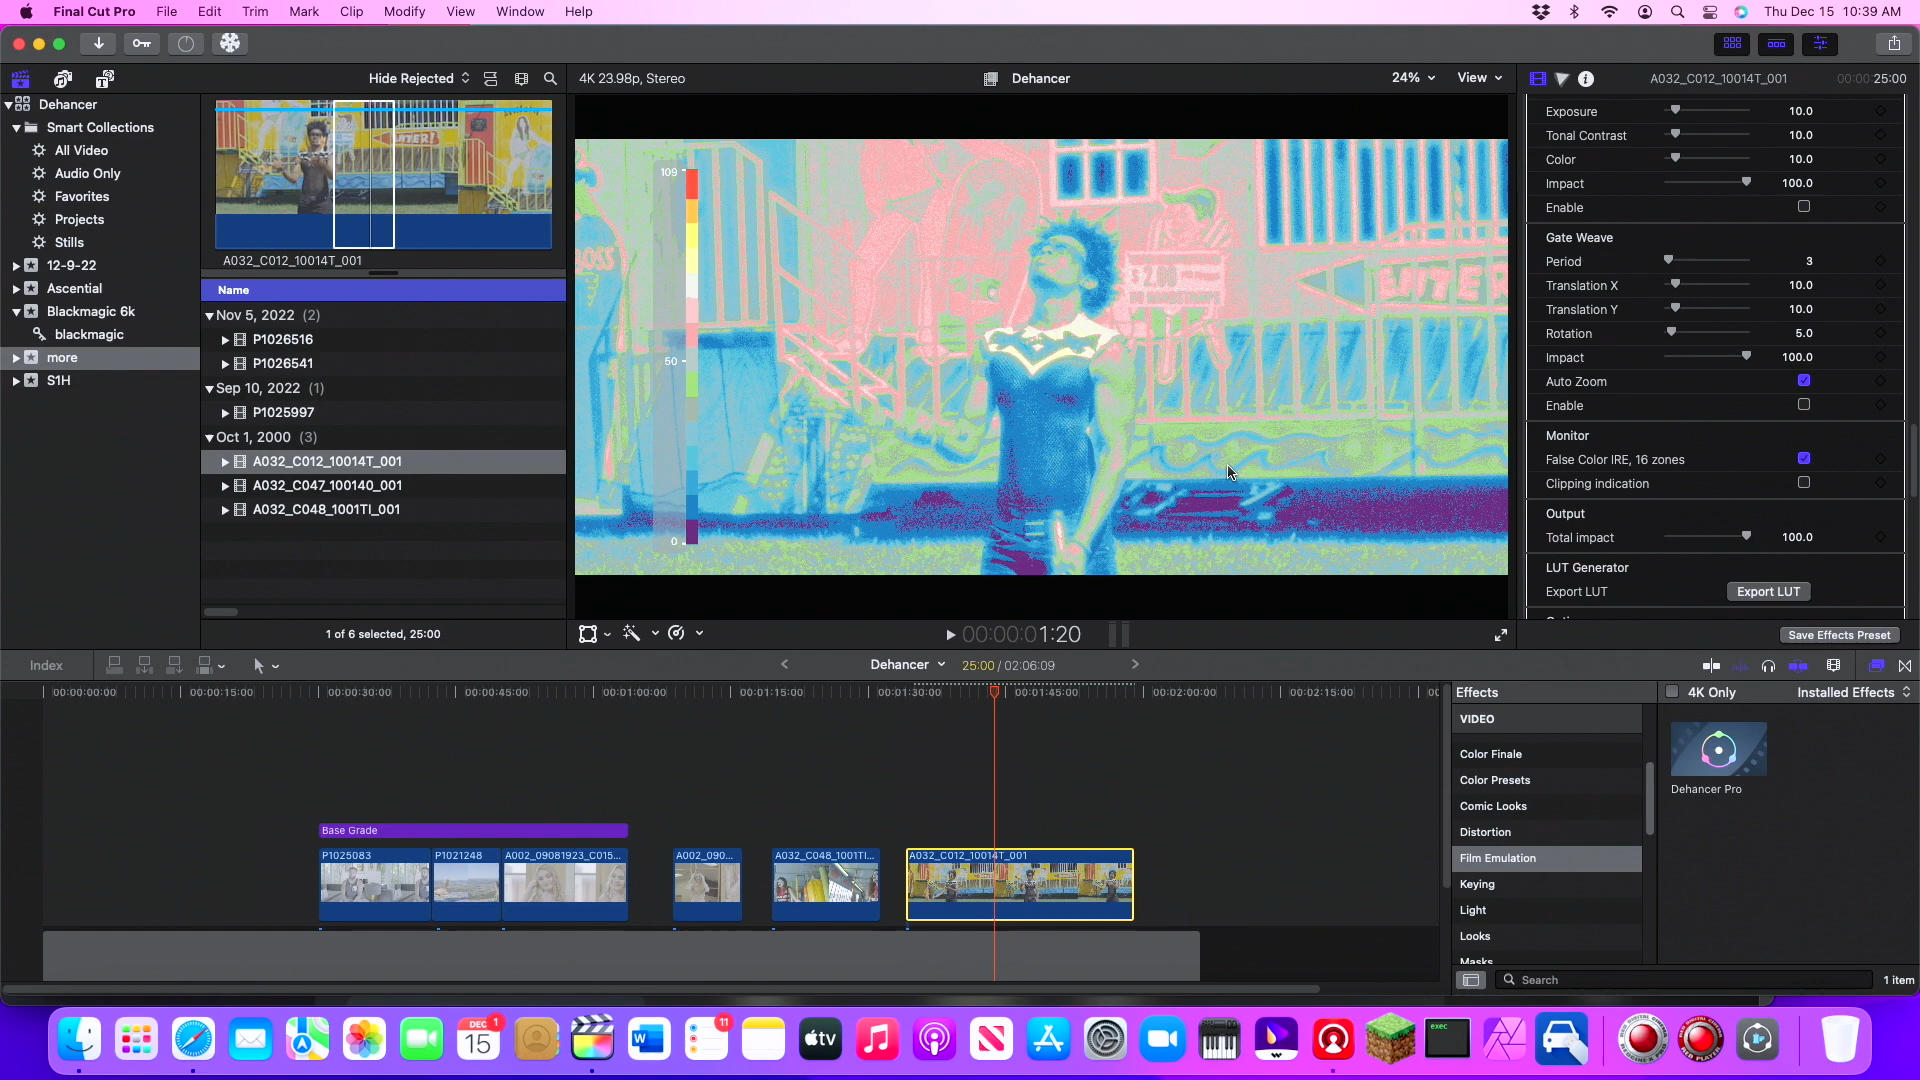 Final Cut Pro File Edit Trim Mark Clip Modify View Window Help
Thu Dec 15 10:39 AM
Hide Rejected
4K 23.98p, Stereo
Dehancer
24%
View
A032_C012_10014T_001
00:00:25:00
Dehancer
Smart Collections
All Video
Audio Only
Favorites
Projects
Stills
12-9-22
Ascential
Blackmagic 6k
blackmagic
more
S1H
A032_C012_10014T_001
Name
Nov 5, 2022 (2)
P1026516
P1026541
Sep 10, 2022 (1)
P1025997
Oct 1, 2000 (3)
A032_C012_10014T_001
A032_C047_100140_001
A032_C048_1001TI_001
1 of 6 selected, 25:00
109
50
0
$2.00
00:00:01:20
Exposure 10.0
Tonal Contrast 10.0
Color 10.0
Impact 100.0
Enable
Gate Weave
Period 3
Translation X 10.0
Translation Y 10.0
Rotation 5.0
Impact 100.0
Auto Zoom
Enable
Monitor
False Color IRE, 16 zones
Clipping indication
Output
Total impact 100.0
LUT Generator
Export LUT Export LUT
Save Effects Preset
Index
Dehancer 25:00 / 02:06:09
00:00:00:00 00:00:15:00 00:00:30:00 00:00:45:00 00:01:00:00 00:01:15:00 00:01:30:00 00:01:45:00 00:02:00:00 00:02:15:00
Base Grade
P1025083 P1021248 A002_09081923_C015... A002_090... A032_C048_1001TI... A032_C012_10014T_001
Effects
4K Only
Installed Effects
VIDEO
Color Finale
Color Presets
Comic Looks
Distortion
Film Emulation
Keying
Light
Looks
Masks
Dehancer Pro
Search
1 item
DEC
15
1
11
tv
exec